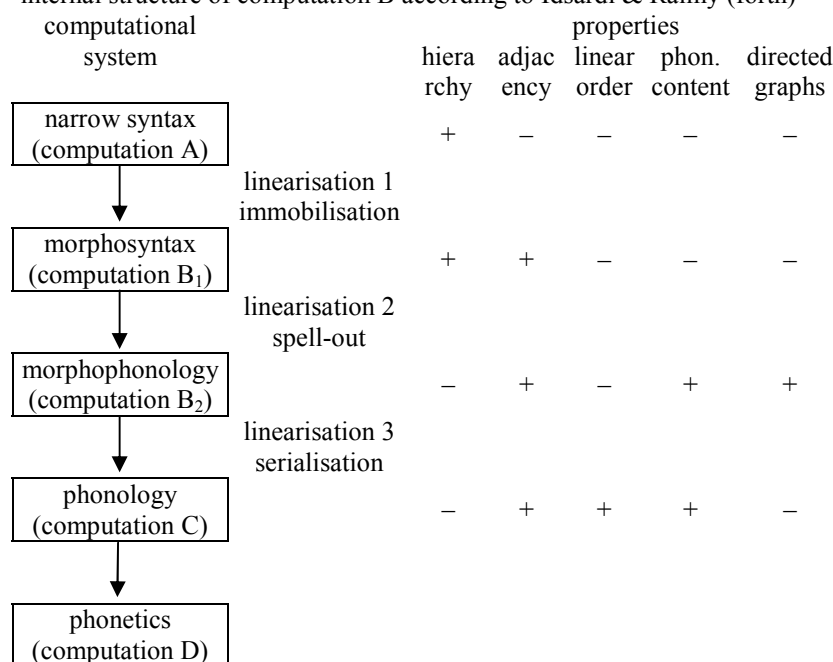 internal structure of computation B according to Idsardi & Raimy (forth)
computational properties
system hiera adjac linear phon. directed
rchy ency order content graphs
narrow syntax
(computation A) + – – – –
linearisation 1
immobilisation
morphosyntax
(computation B1) + + – – –
linearisation 2
spell-out
morphophonology
(computation B2) – + – + +
linearisation 3
serialisation
phonology
(computation C) – + + + –
phonetics
(computation D)